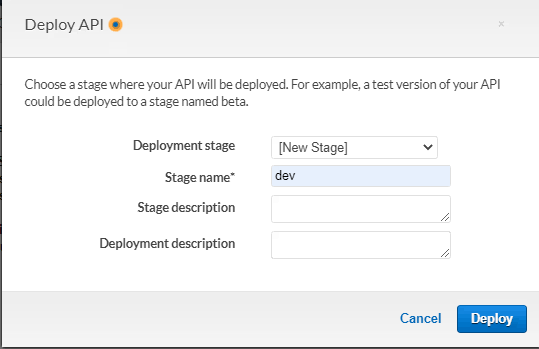 Deploy API
Choose a stage where your API will be deployed. For example, a test version of your API
could be deployed to a stage named beta.
Deployment stage [New Stage]
Stage name* dev
Stage description
Deployment description
Cancel Deploy